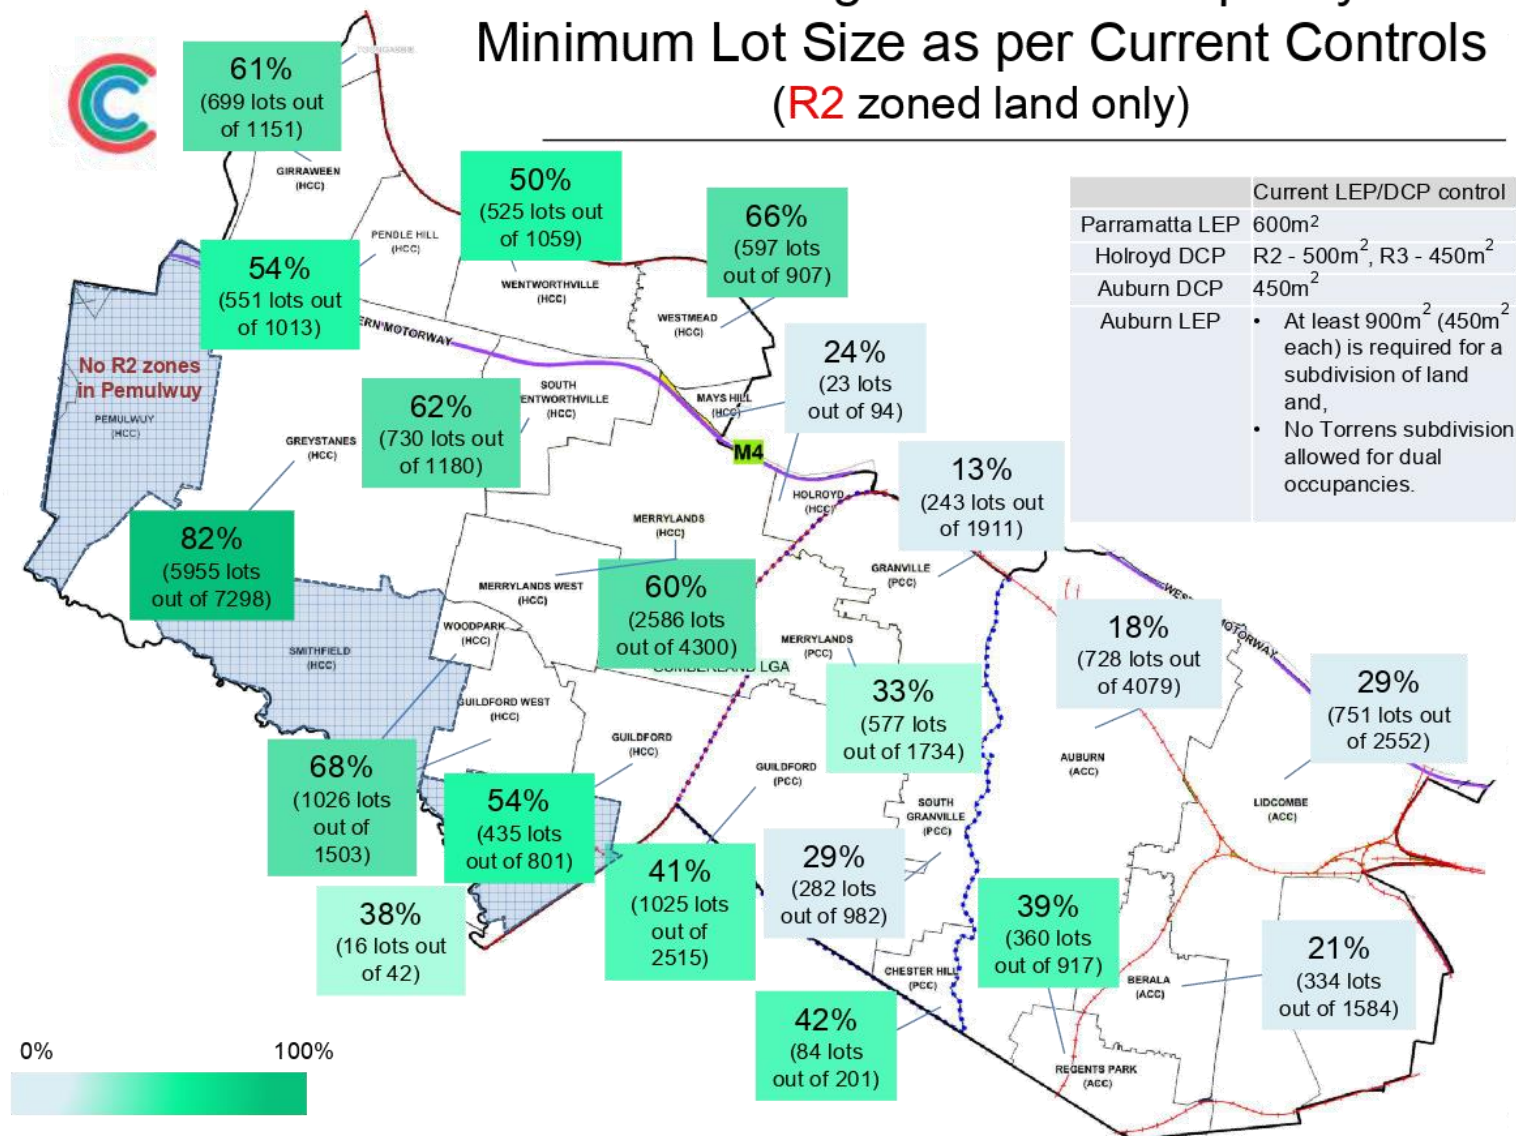 Minimum Lot Size as per Current Controls
(R2 zoned land only)
TOONGABBIE
61%
(699 lots out
of 1151)
GIRRAWEEN
(HCC)
50%
(525 lots out
of 1059)
66%
(597 lots
out of 907)
Current LEP/DCP control
Parramatta LEP 600m²
Holroyd DCP R2 - 500m², R3 - 450m²
Auburn DCP 450m²
Auburn LEP
• At least 900m² (450m²
each) is required for a
subdivision of land
and,
• No Torrens subdivision
allowed for dual
occupancies.
PENDLE HILL
(HCC)
54%
(551 lots out
of 1013)
WENTWORTHVILLE
(HCC)
WESTMEAD
(HCC)
ERN MOTORWAY
24%
(23 lots
out of 94)
No R2 zones
in Pemulwuy
PEMULWUY
(HCC)
62%
(730 lots out
of 1180)
SOUTH
ENTWORTHVILLE
(HCC)
MAYS HILL
(HCC)
M4
GREYSTANES
(HCC)
13%
(243 lots out
of 1911)
HOLROYD
(HCC)
82%
(5955 lots
out of 7298)
MERRYLANDS
(HCC)
MERRYLANDS WEST
(HCC)
60%
(2586 lots
out of 4300)
GRANVILLE
(PCC)
WES
MOTORWAY
18%
(728 lots out
of 4079)
WOODPARK
(HCC)
SMITHFIELD
(HCC)
MERRYLANDS
(PCC)
CUMBERLAND LGA
33%
(577 lots
out of 1734)
29%
(751 lots out
of 2552)
GUILDFORD WEST
(HCC)
GUILDFORD
(HCC)
GUILDFORD
(PCC)
AUBURN
(ACC)
68%
(1026 lots
out of
1503)
54%
(435 lots
out of 801)
SOUTH
GRANVILLE
(PCC)
LIDCOMBE
(ACC)
41%
(1025 lots
out of
2515)
29%
(282 lots
out of 982)
38%
(16 lots out
of 42)
39%
(360 lots
out of 917)
21%
(334 lots
out of 1584)
CHESTER HILL
(PCC)
BERALA
(ACC)
42%
(84 lots
out of 201)
REGENTS PARK
(ACC)
0% 100%